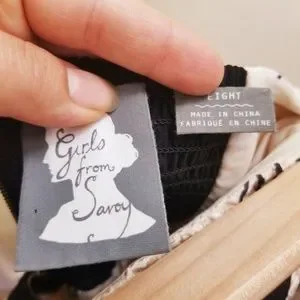 Girls
from
Savoy
EIGHT
MADE IN CHINA
FABRIQUÉ EN CHINE